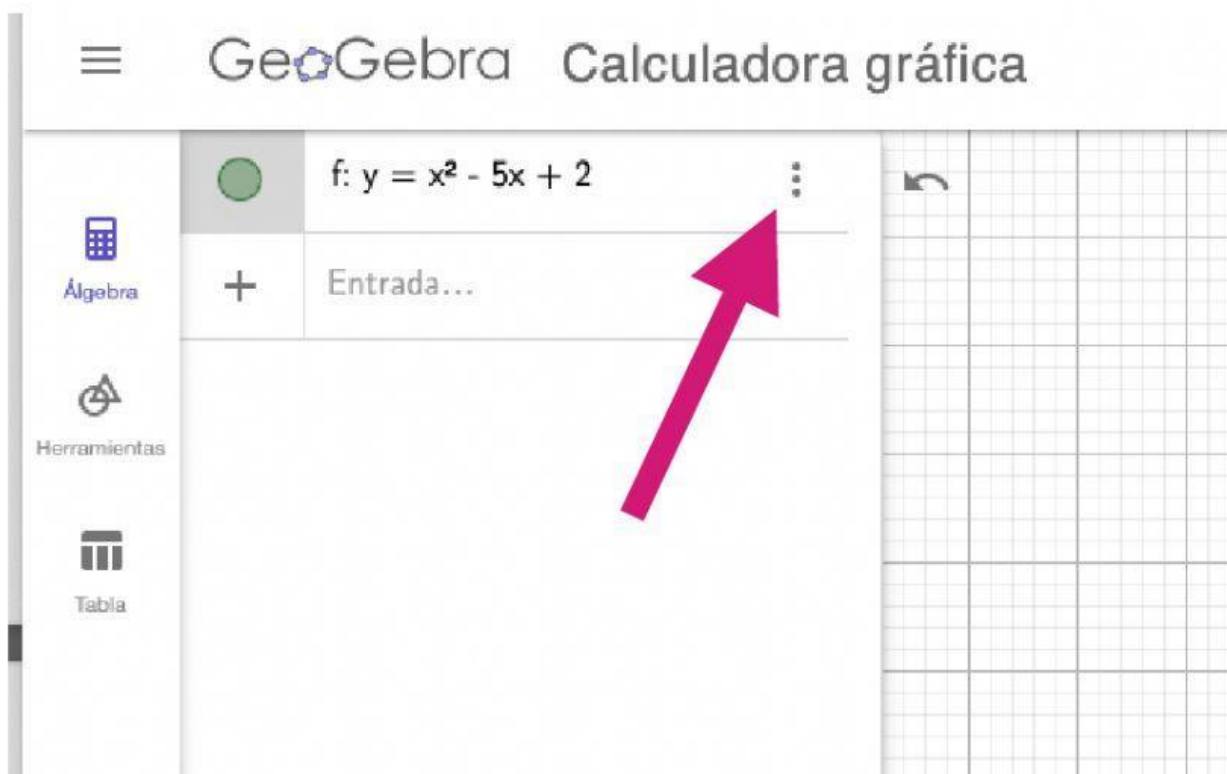 GeoGebra Calculadora gráfica
f: y = x² - 5x + 2
Álgebra
+ Entrada...
Herramientas
Tabla